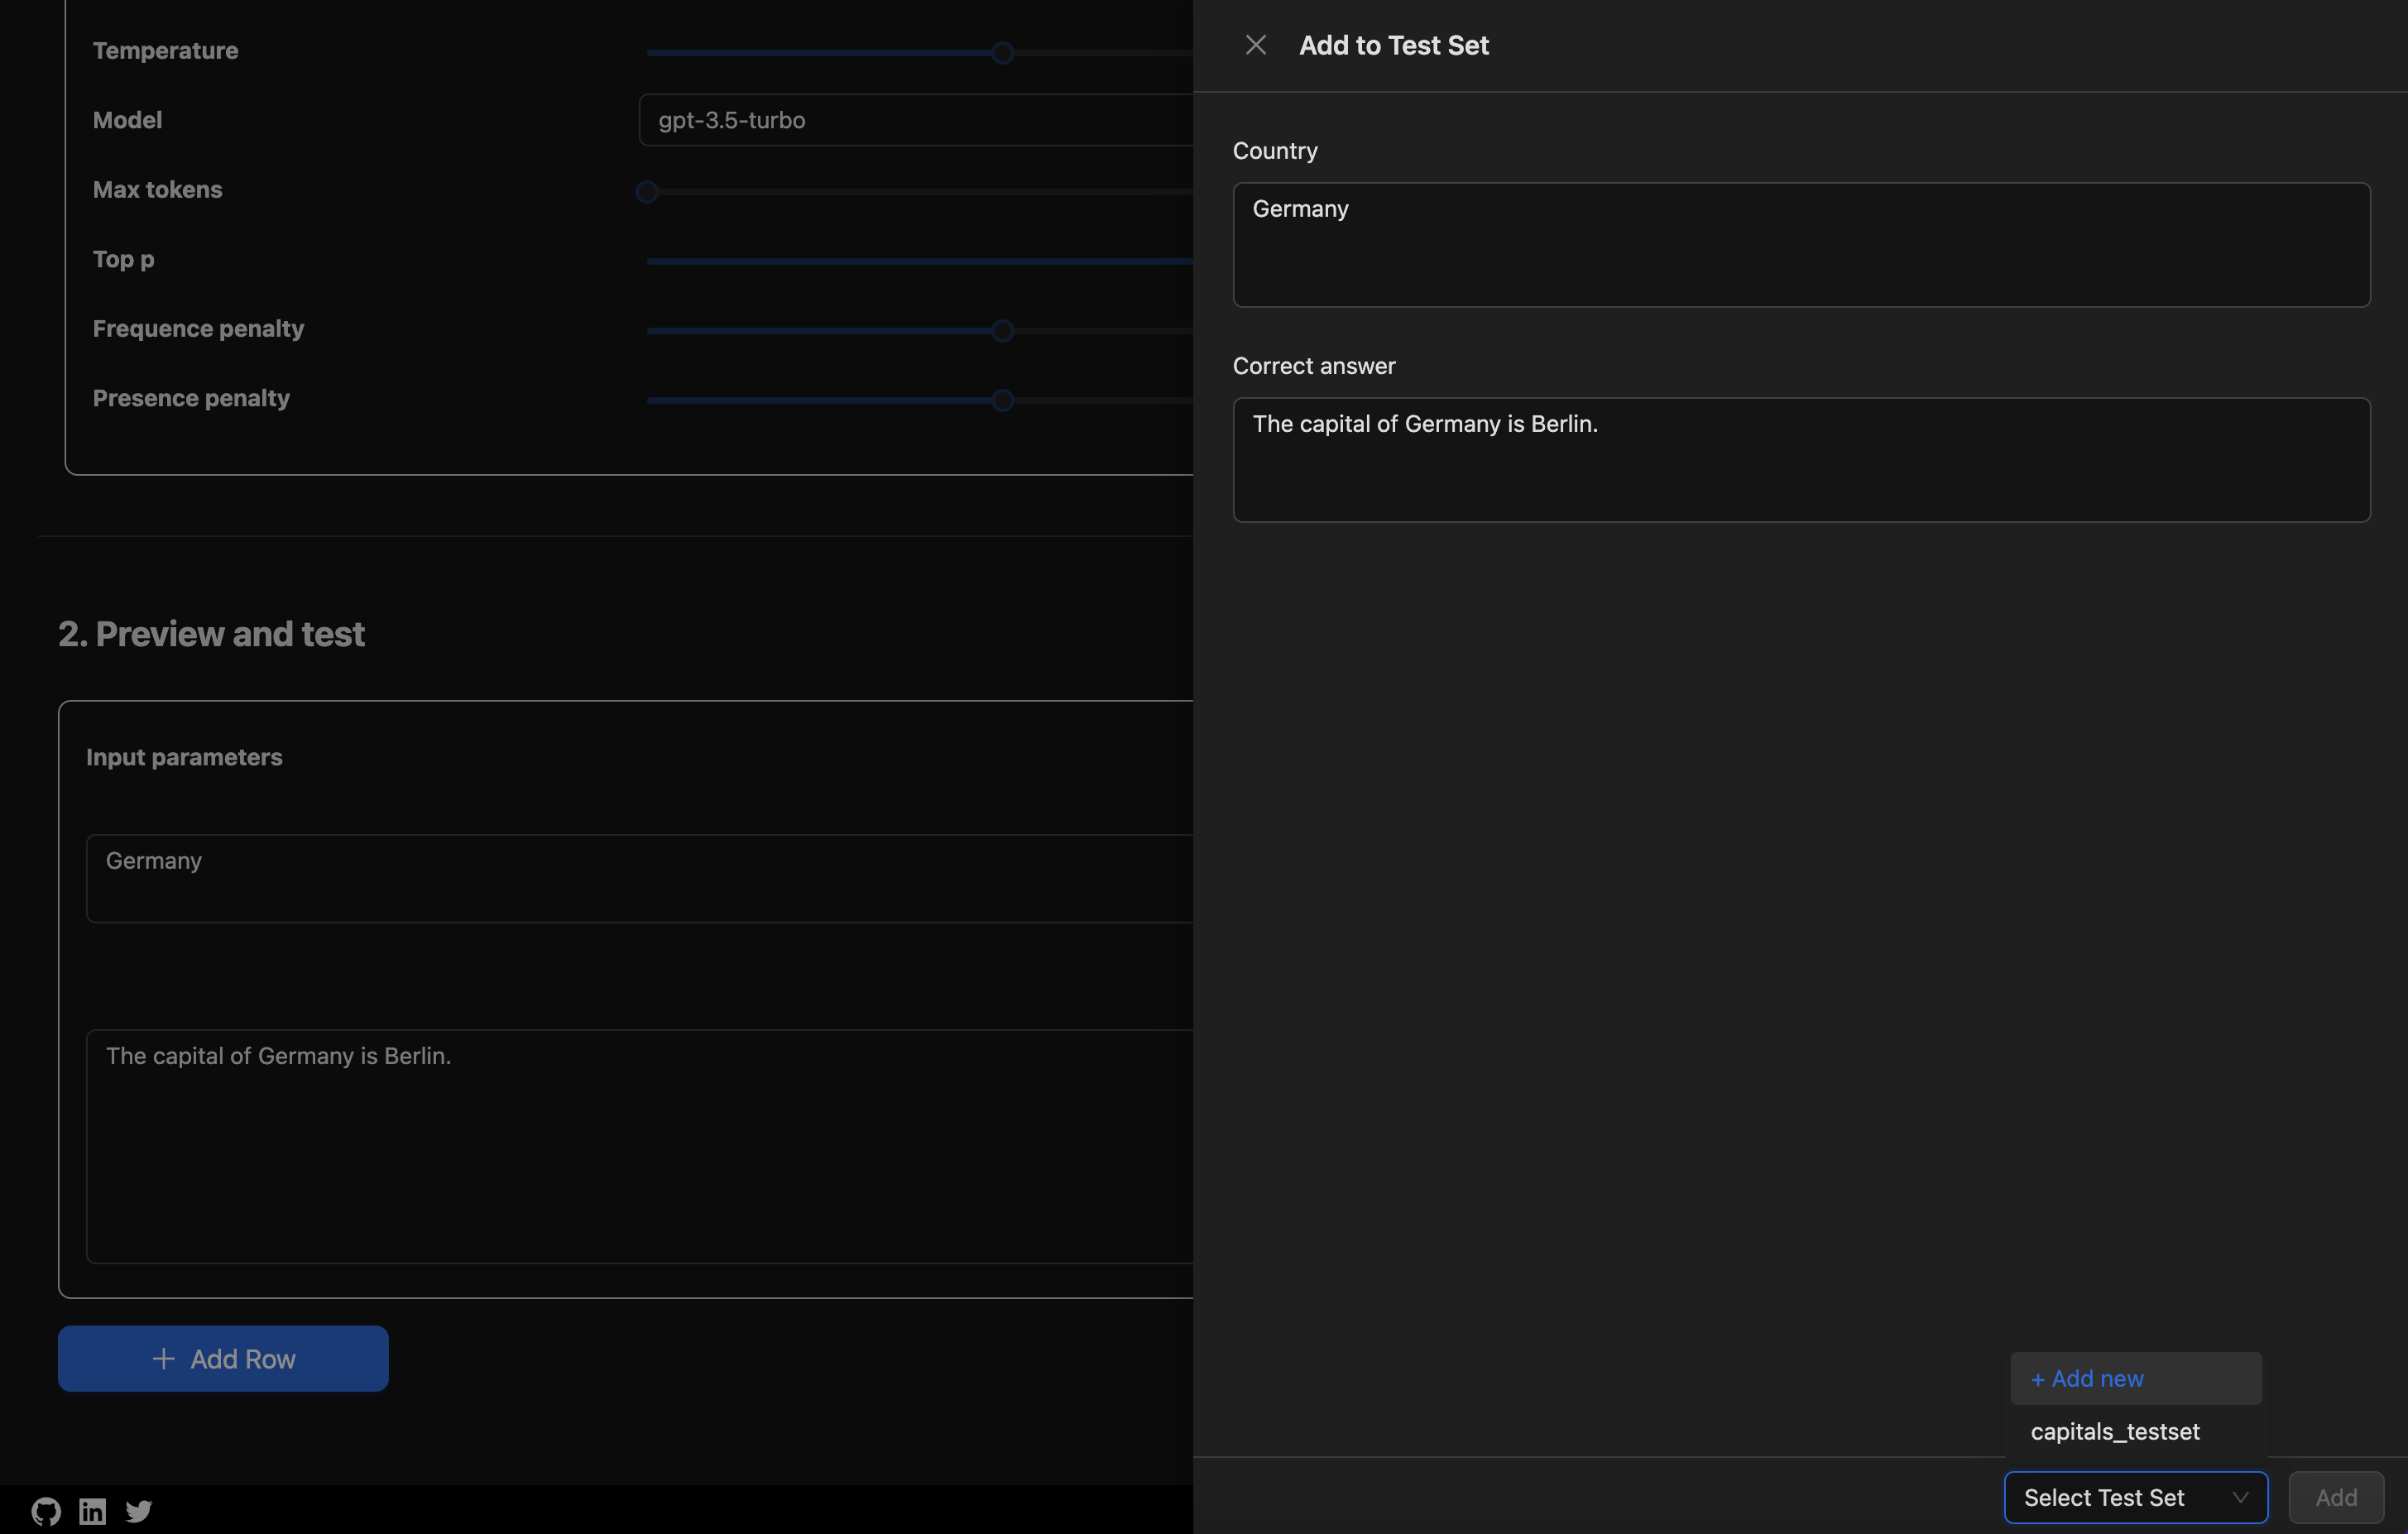 Temperature
Model
gpt-3.5-turbo
Max tokens
Top p
Frequence penalty
Presence penalty
2. Preview and test
Input parameters
Germany
The capital of Germany is Berlin.
+ Add Row
in
Add to Test Set
Country
Germany
Correct answer
The capital of Germany is Berlin.
+ Add new
capitals_testset
Select Test Set
Add